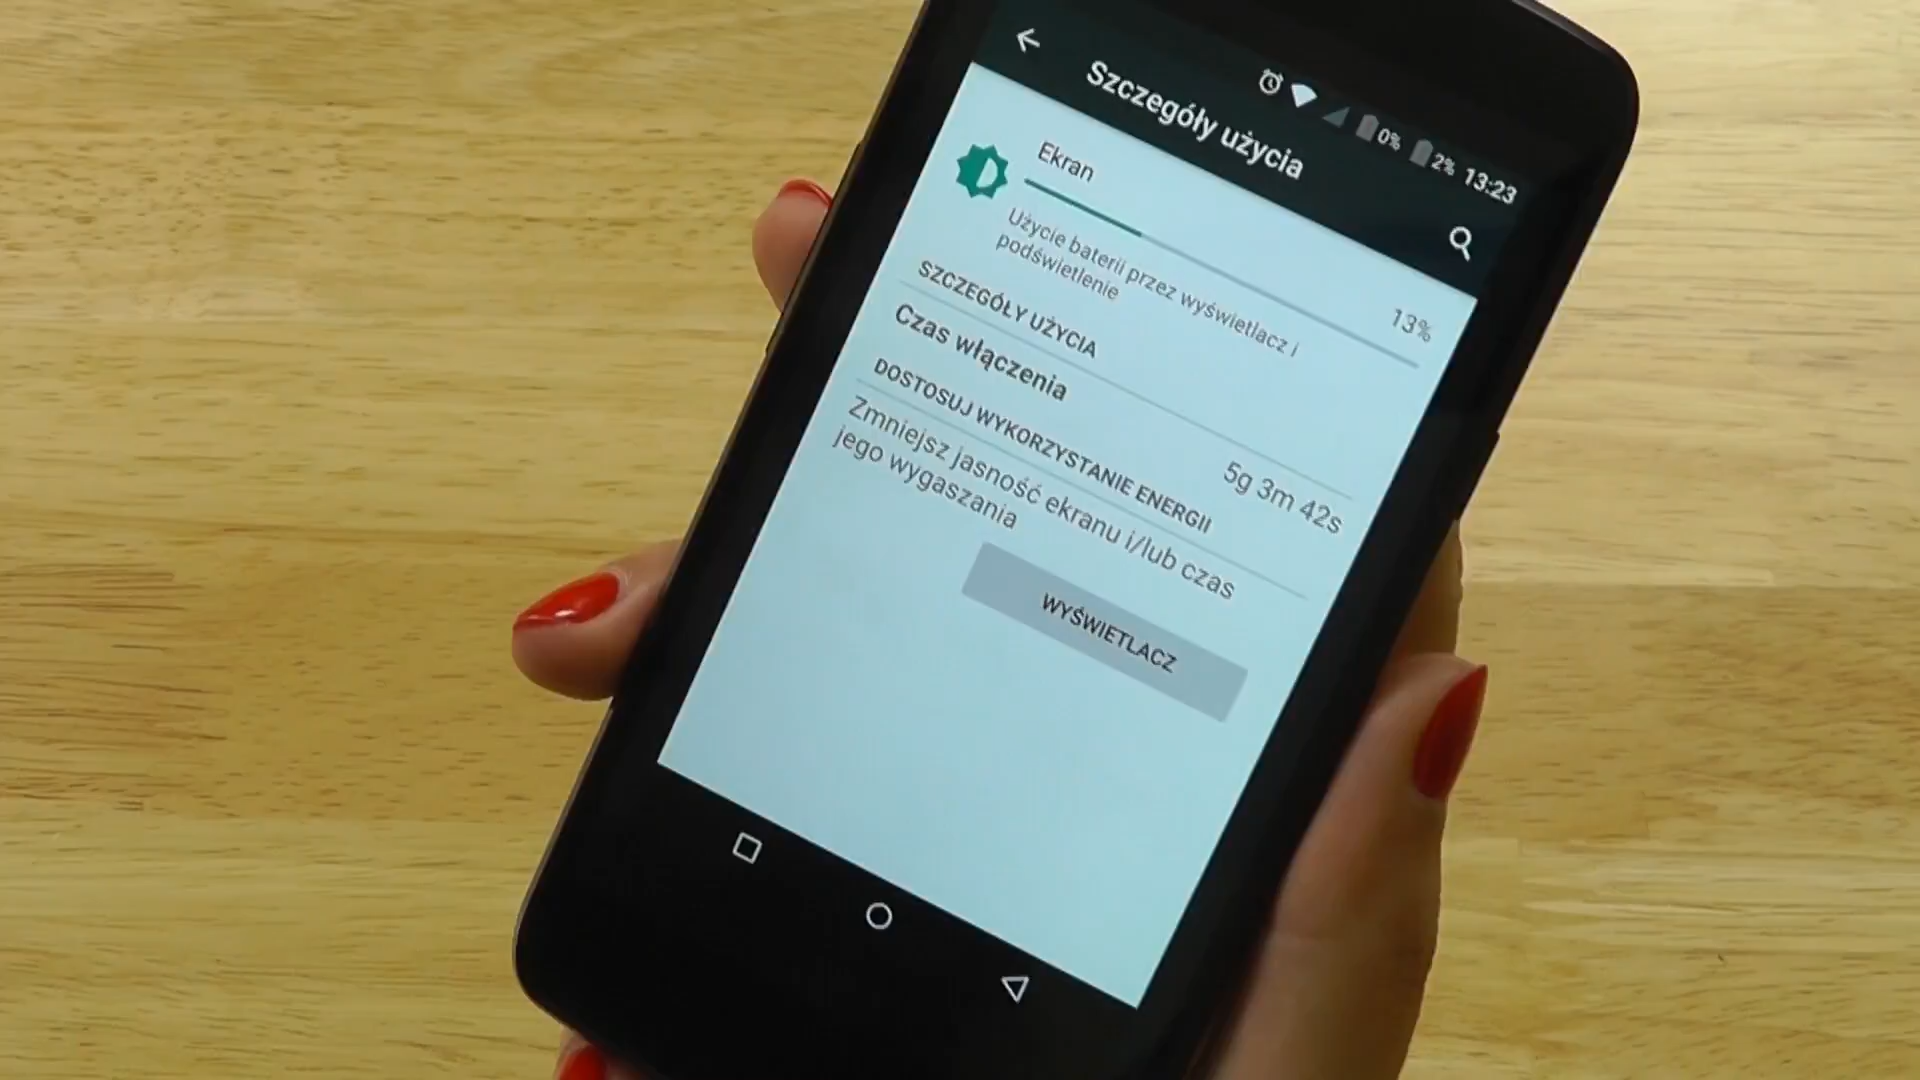 0% 2% 13:23
Szczegóły użycia
Ekran
13%
Użycie baterii przez wyświetlacz i
podświetlenie
SZCZEGÓŁY UŻYCIA
Czas włączenia
5g 3m 42s
DOSTOSUJ WYKORZYSTANIE ENERGII
Zmniejsz jasność ekranu i/lub czas
jego wygaszania
WYŚWIETLACZ